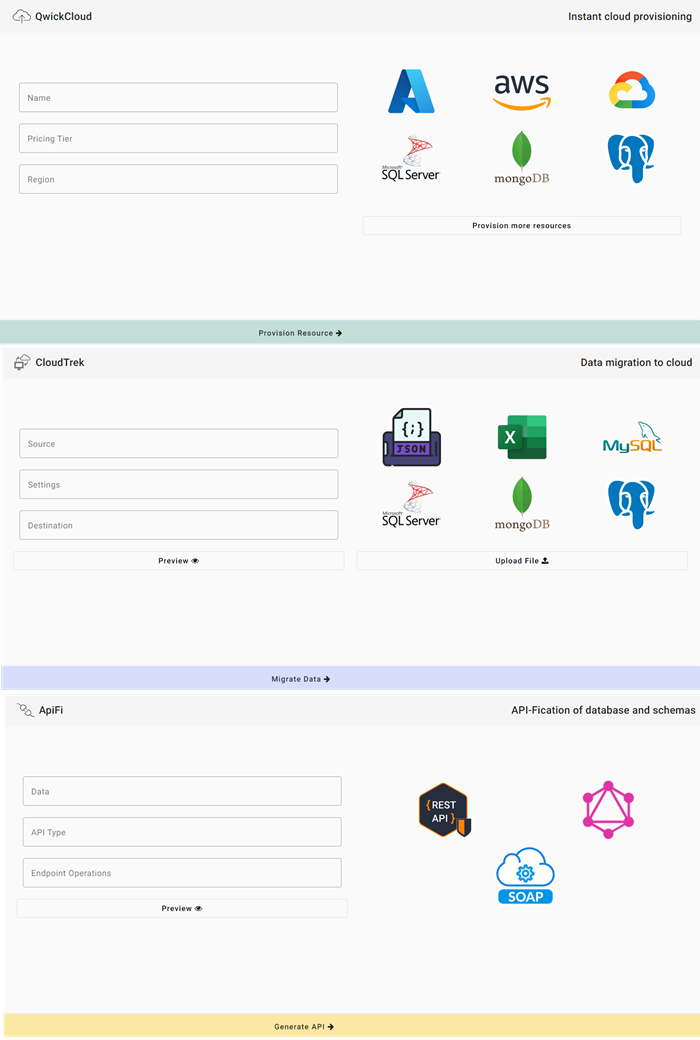 QwickCloud
Instant cloud provisioning
Name
Pricing Tier
Region
aws
Microsoft
SQL Server
mongoDB
Provision more resources
Provision Resource
CloudTrek
Data migration to cloud
Source
Settings
Destination
{;}
JSON
X
MySQL
Microsoft
SQL Server
mongoDB
Preview
Upload File
Migrate Data
ApiFi
API-Fication of database and schemas
Data
API Type
Endpoint Operations
{REST
API}
SOAP
Preview
Generate API